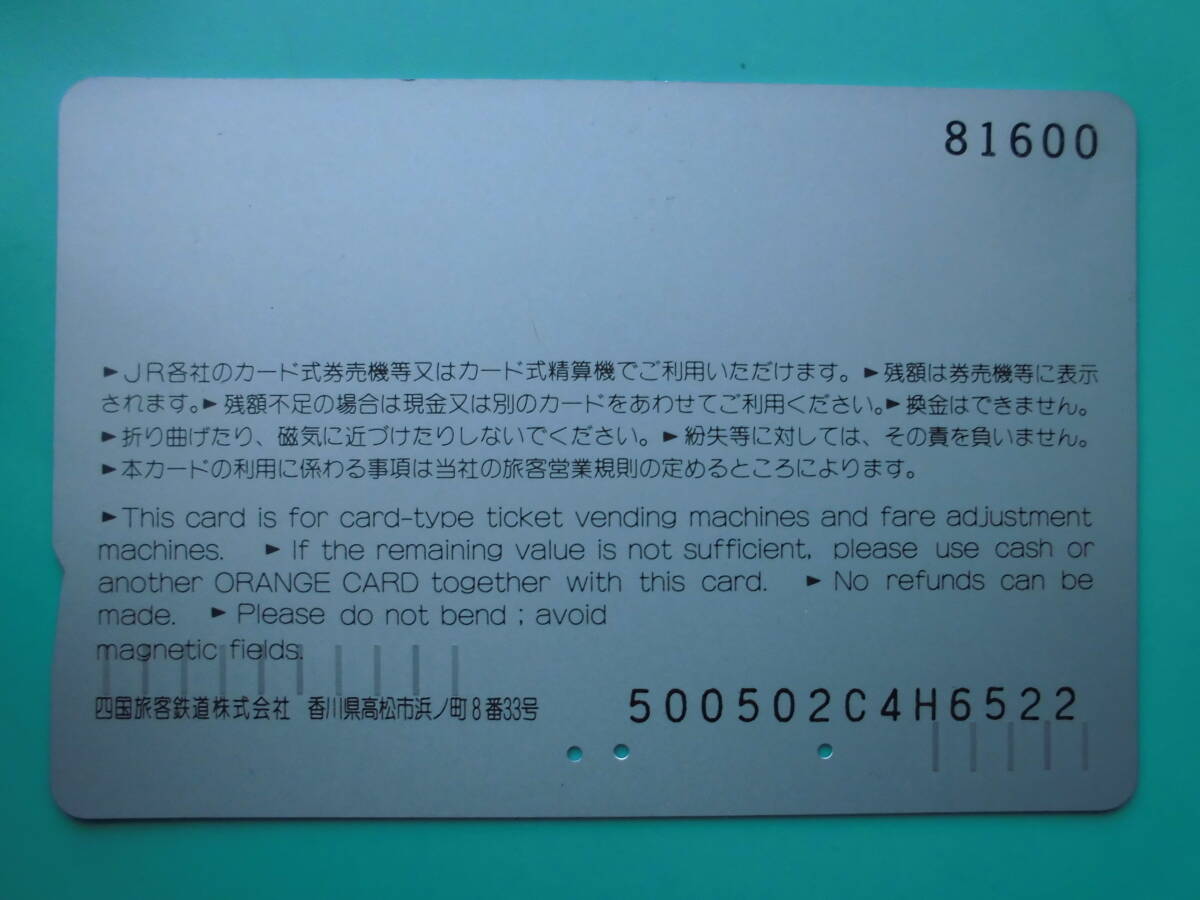 81600
►JR各社のカード式券売機等又はカード式精算機でご利用いただけます。►残額は券売機等に表示
されます。►残額不足の場合は現金又は別のカードをあわせてご利用ください。►換金はできません。
►折り曲げたり、磁気に近づけたりしないでください。►紛失等に対しては、その責を負いません。
►本カードの利用に係わる事項は当社の旅客営業規則の定めるところによります。
►This card is for card-type ticket vending machines and fare adjustment
machines. ►If the remaining value is not sufficient, please use cash or
another ORANGE CARD together with this card. ►No refunds can be
made. ►Please do not bend ; avoid
magnetic fields.
四国旅客鉄道株式会社 香川県高松市浜ノ町8番33号 500502C4H6522